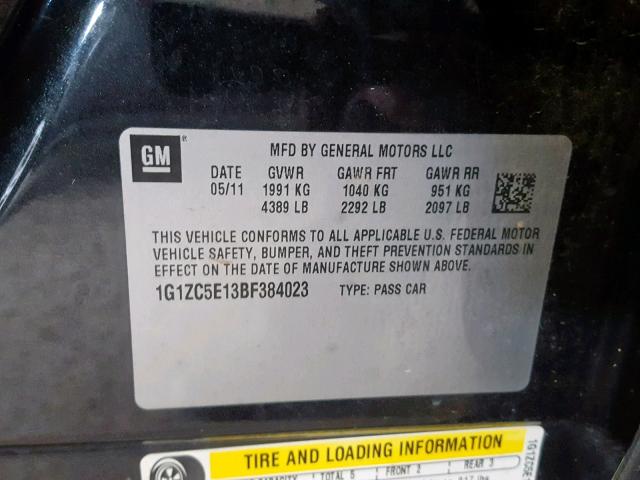 GM
MFD BY GENERAL MOTORS LLC
DATE GVWR GAWR FRT GAWR RR
05/11 1991 KG 1040 KG 951 KG
4389 LB 2292 LB 2097 LB
THIS VEHICLE CONFORMS TO ALL APPLICABLE U.S. FEDERAL MOTOR
VEHICLE SAFETY, BUMPER, AND THEFT PREVENTION STANDARDS IN
EFFECT ON THE DATE OF MANUFACTURE SHOWN ABOVE.
1G1ZC5E13BF384023 TYPE: PASS CAR
TIRE AND LOADING INFORMATION
TOTAL 5 FRONT 2 REAR 3